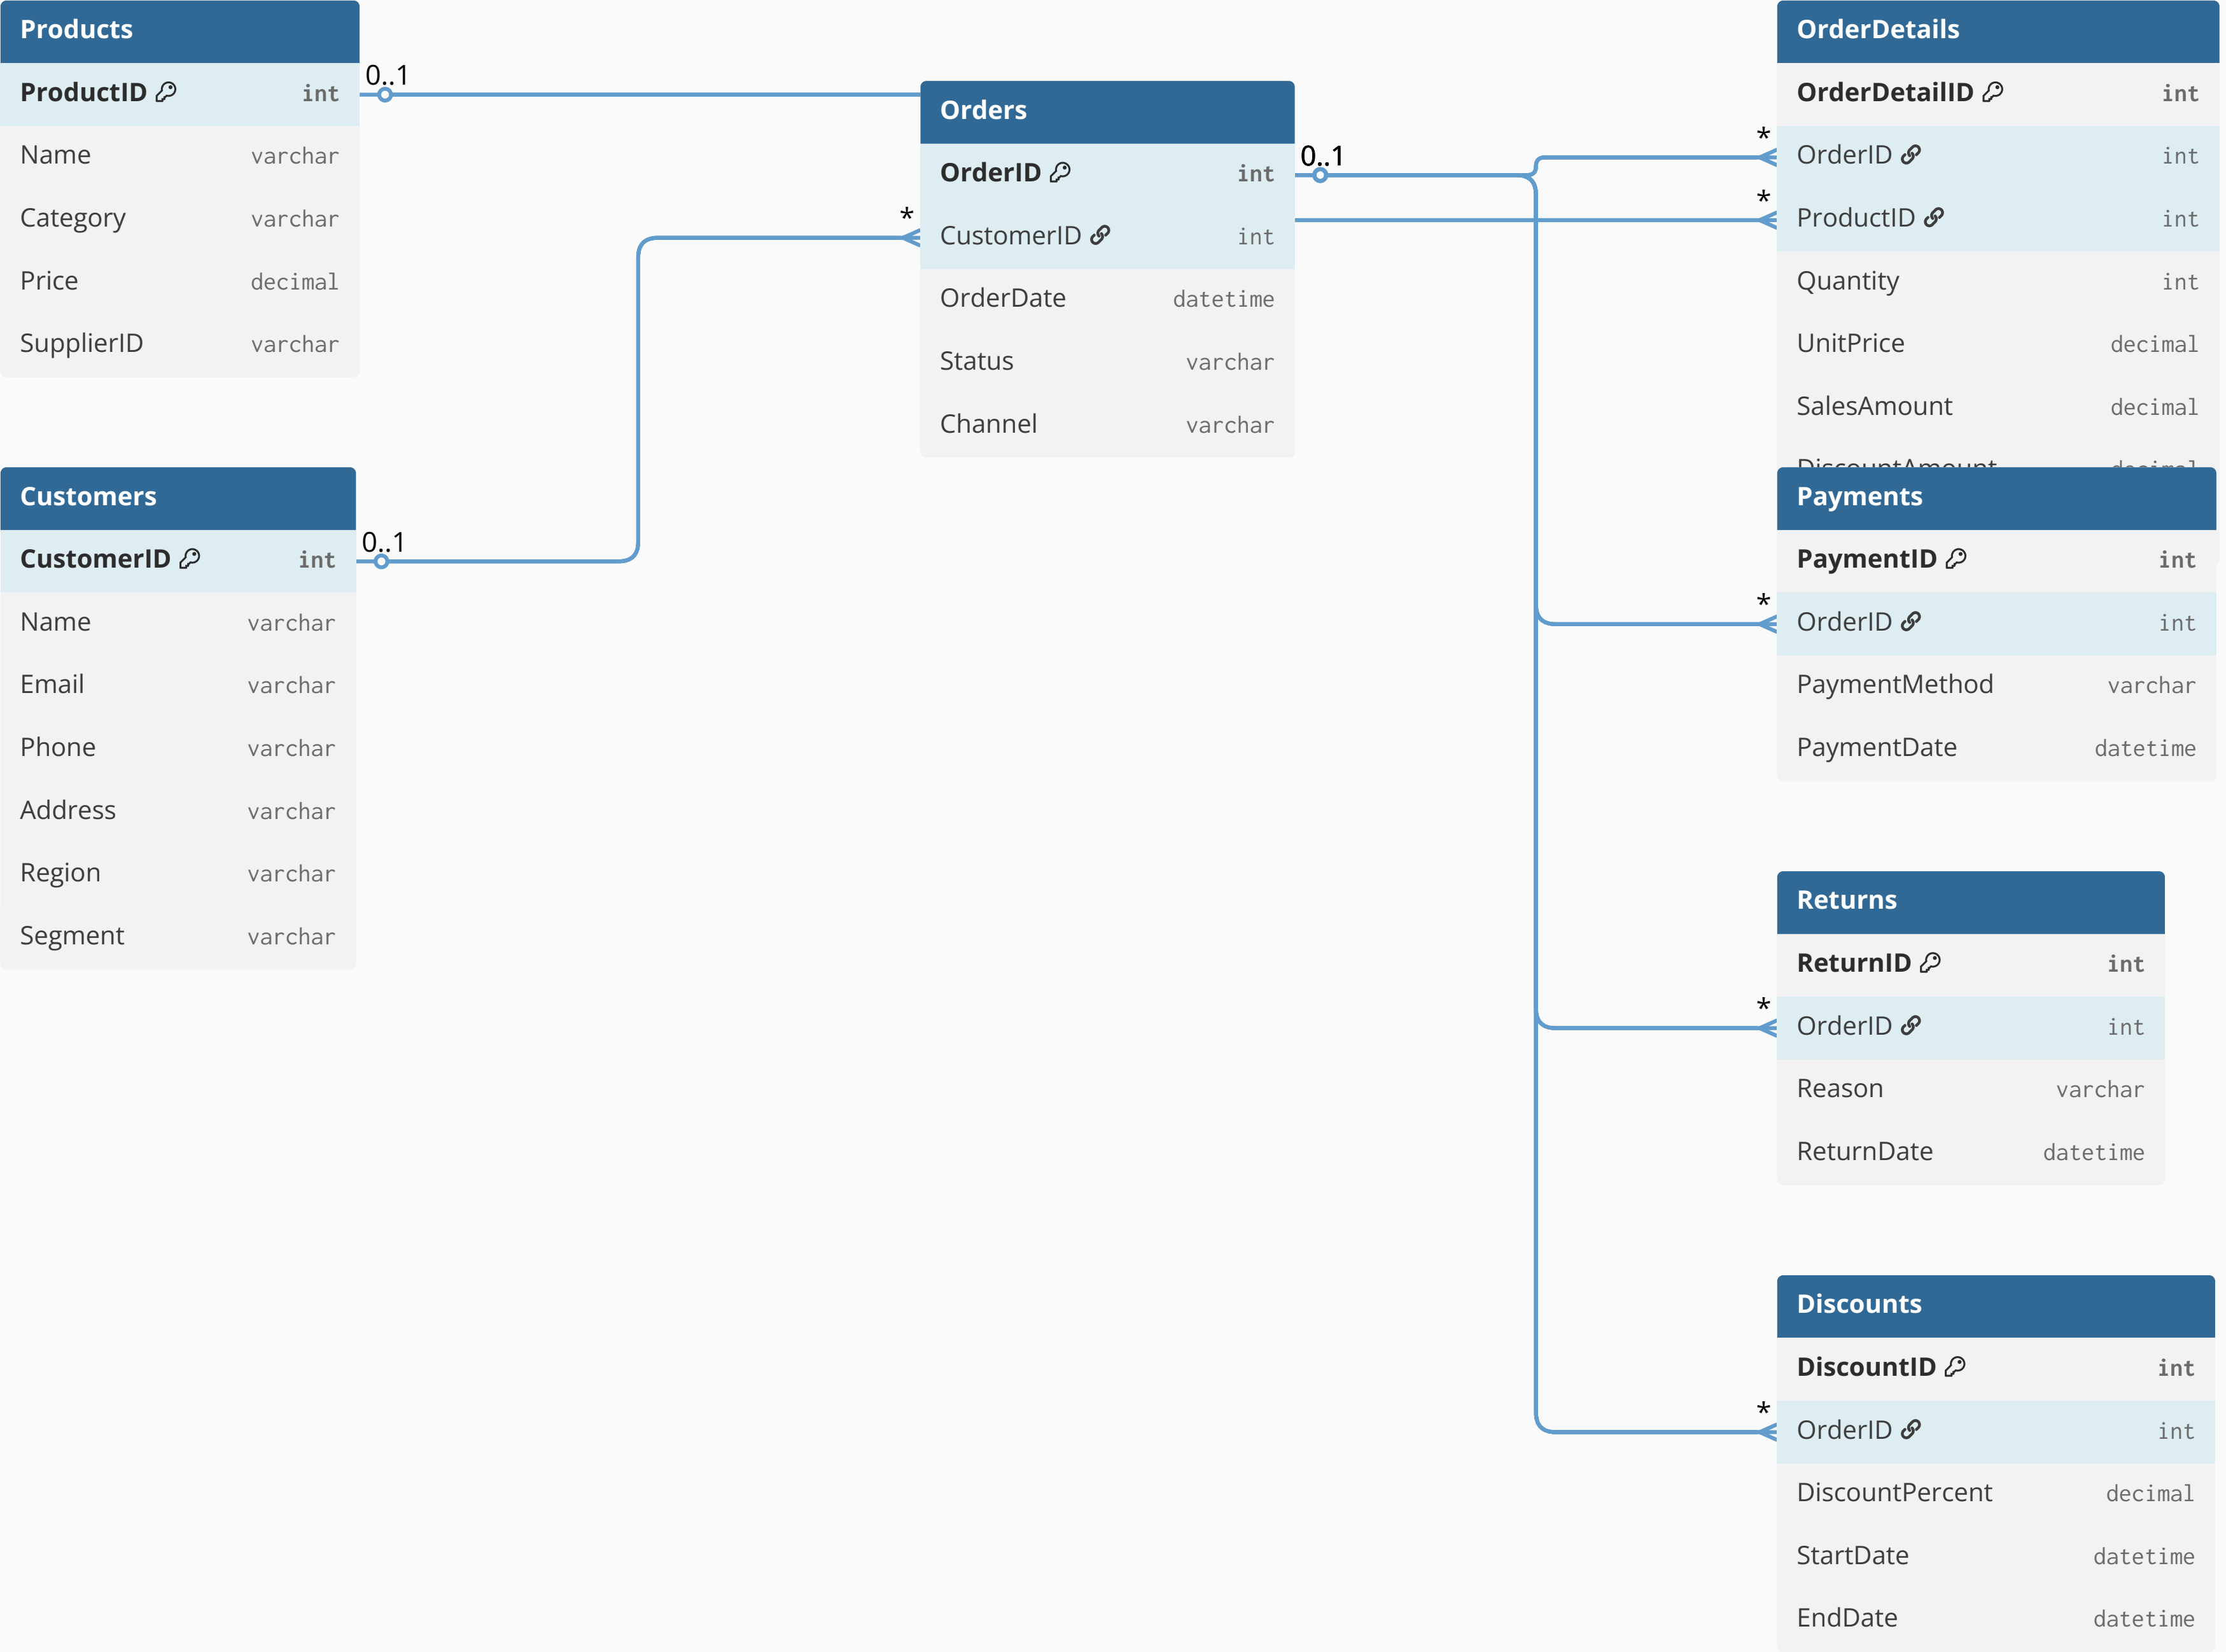 Products
ProductID int
Name varchar
Category varchar
Price decimal
SupplierID varchar
0..1
Customers
CustomerID int
Name varchar
Email varchar
Phone varchar
Address varchar
Region varchar
Segment varchar
0..1
*
Orders
OrderID int
CustomerID int
OrderDate datetime
Status varchar
Channel varchar
0..1
*
*
OrderDetails
OrderDetailID int
OrderID int
ProductID int
Quantity int
UnitPrice decimal
SalesAmount decimal
DiscountAmount decimal
*
Payments
PaymentID int
OrderID int
PaymentMethod varchar
PaymentDate datetime
*
Returns
ReturnID int
OrderID int
Reason varchar
ReturnDate datetime
*
Discounts
DiscountID int
OrderID int
DiscountPercent decimal
StartDate datetime
EndDate datetime